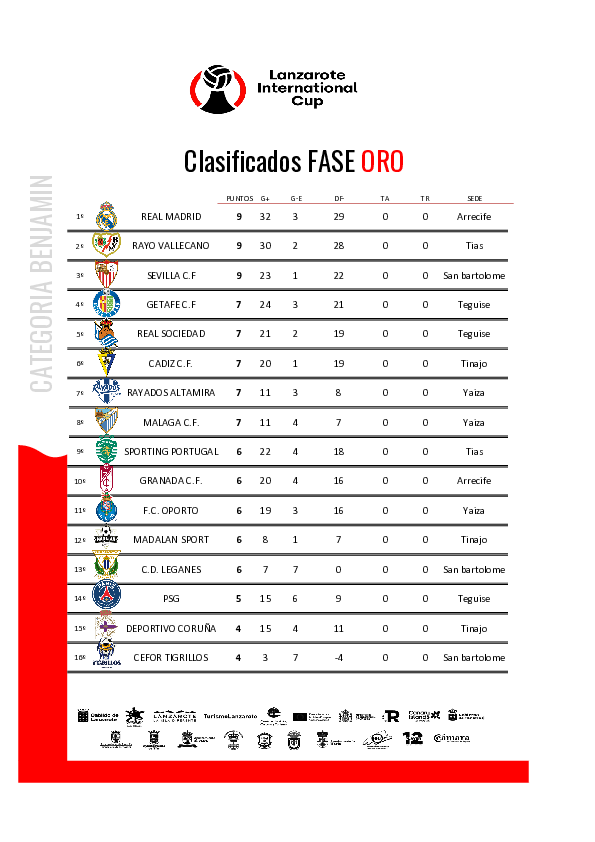 Lanzarote
International
Cup
Clasificados FASE ORO
CATEGORIA BENJAMIN
PUNTOS G+ G-E DF- TA TR SEDE
1º REAL MADRID 9 32 3 29 0 0 Arrecife
2º RAYO VALLECANO 9 30 2 28 0 0 Tias
3º SEVILLA C.F 9 23 1 22 0 0 San bartolome
4º GETAFE C.F 7 24 3 21 0 0 Teguise
5º REAL SOCIEDAD 7 21 2 19 0 0 Teguise
6º CADIZ C.F. 7 20 1 19 0 0 Tinajo
7º RAYADOS ALTAMIRA 7 11 3 8 0 0 Yaiza
8º MALAGA C.F. 7 11 4 7 0 0 Yaiza
9º SPORTING PORTUGAL 6 22 4 18 0 0 Tias
10º GRANADA C.F. 6 20 4 16 0 0 Arrecife
11º F.C. OPORTO 6 19 3 16 0 0 Yaiza
12º MADALAN SPORT 6 8 1 7 0 0 Tinajo
13º C.D. LEGANES 6 7 7 0 0 0 San bartolome
14º PSG 5 15 6 9 0 0 Teguise
15º DEPORTIVO CORUÑA 4 15 4 11 0 0 Tinajo
16º CEFOR TIGRILLOS 4 3 7 -4 0 0 San bartolome
Cabildo de
Lanzarote
LANZAROTE
TurismoLanzarote
Canary
Islands
12
Cámara